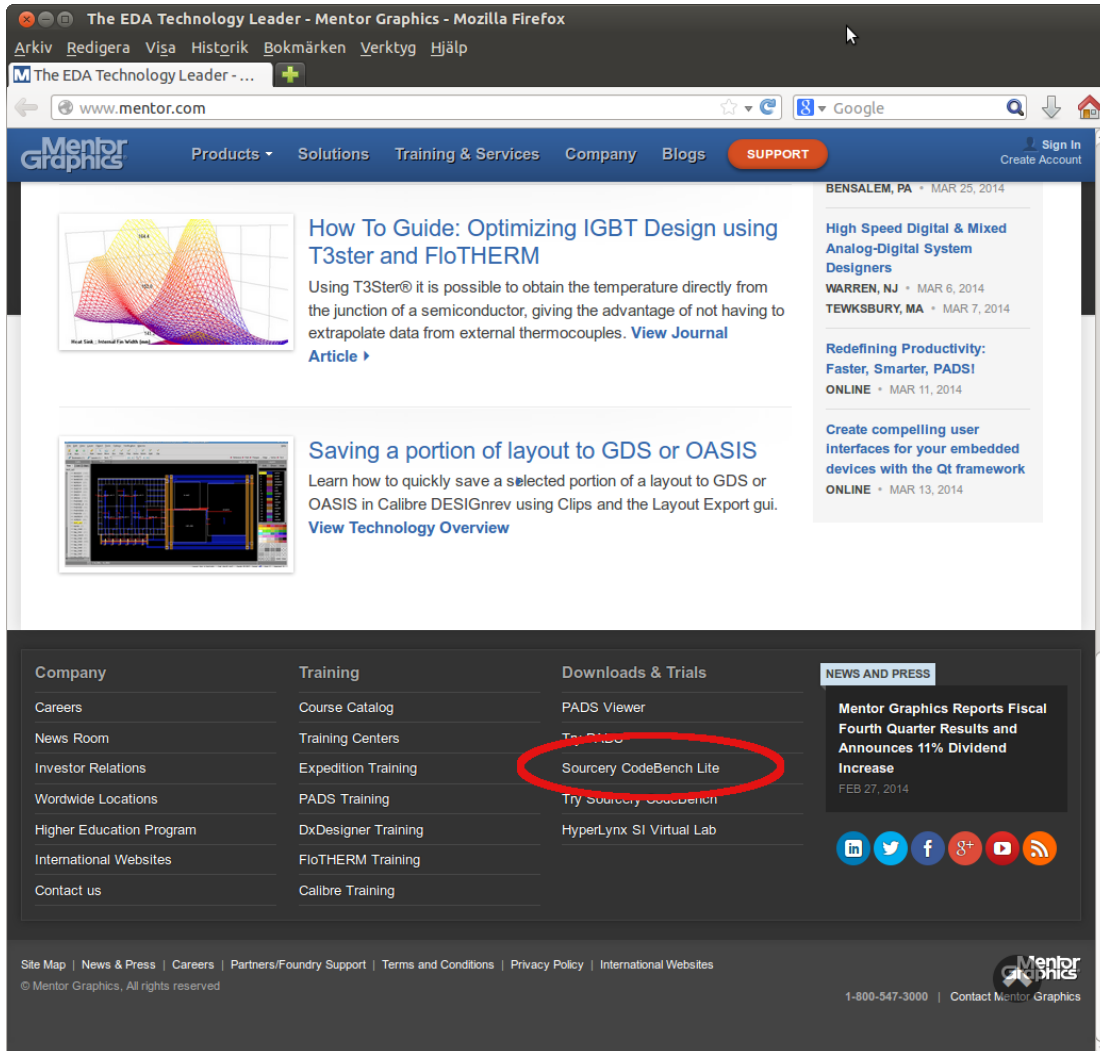 The EDA Technology Leader - Mentor Graphics - Mozilla Firefox
Arkiv Redigera Visa Historik Bokmärken Verktyg Hjälp
M The EDA Technology Leader - ...
www.mentor.com
Google
Mentor
Graphics
Products
Solutions
Training & Services
Company
Blogs
SUPPORT
Sign In
Create Account
How To Guide: Optimizing IGBT Design using
T3ster and FloTHERM
Using T3Ster® it is possible to obtain the temperature directly from
the junction of a semiconductor, giving the advantage of not having to
extrapolate data from external thermocouples. View Journal
Article
Saving a portion of layout to GDS or OASIS
Learn how to quickly save a selected portion of a layout to GDS or
OASIS in Calibre DESIGnrev using Clips and the Layout Export gui.
View Technology Overview
BENSALEM, PA • MAR 25, 2014
High Speed Digital & Mixed
Analog-Digital System
Designers
WARREN, NJ • MAR 6, 2014
TEWKSBURY, MA • MAR 7, 2014
Redefining Productivity:
Faster, Smarter, PADS!
ONLINE • MAR 11, 2014
Create compelling user
interfaces for your embedded
devices with the Qt framework
ONLINE • MAR 13, 2014
Company
Careers
News Room
Investor Relations
Wordwide Locations
Higher Education Program
International Websites
Contact us
Training
Course Catalog
Training Centers
Expedition Training
PADS Training
DxDesigner Training
FloTHERM Training
Calibre Training
Downloads & Trials
PADS Viewer
Try PADS
Sourcery CodeBench Lite
Try Sourcery CodeBench
HyperLynx SI Virtual Lab
NEWS AND PRESS
Mentor Graphics Reports Fiscal
Fourth Quarter Results and
Announces 11% Dividend
Increase
FEB 27, 2014
Site Map | News & Press | Careers | Partners/Foundry Support | Terms and Conditions | Privacy Policy | International Websites
© Mentor Graphics, All rights reserved
Mentor
Graphics
1-800-547-3000 | Contact Mentor Graphics